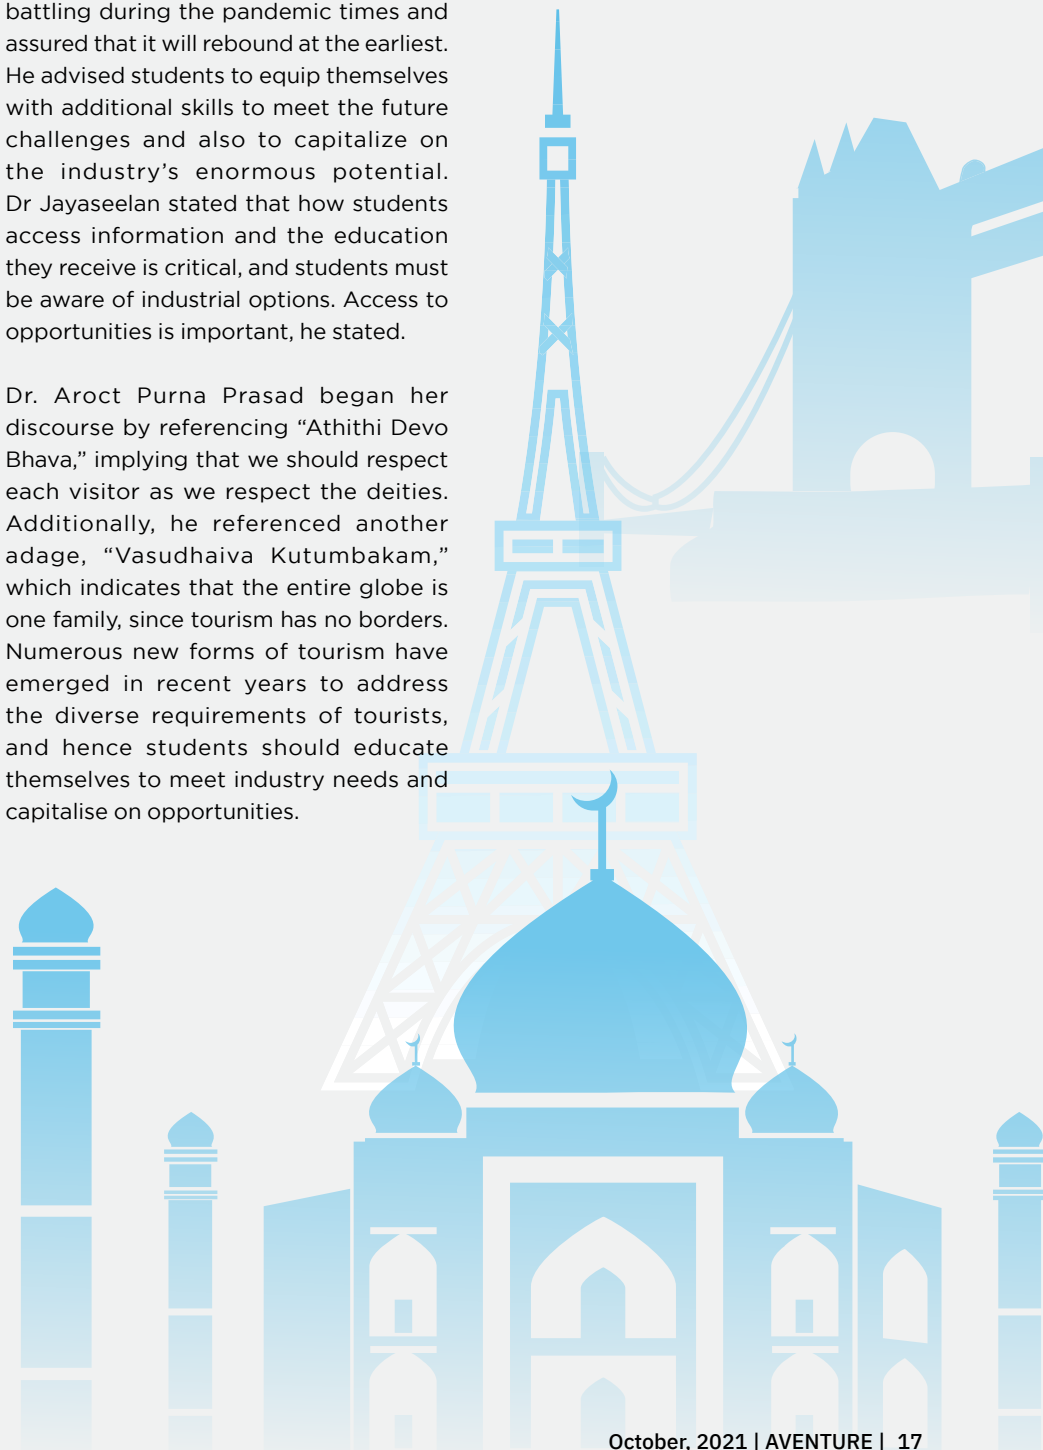 battling during the pandemic times and
assured that it will rebound at the earliest.
He advised students to equip themselves
with additional skills to meet the future
challenges and also to capitalize on
the industry’s enormous potential.
Dr Jayaseelan stated that how students
access information and the education
they receive is critical, and students must
be aware of industrial options. Access to
opportunities is important, he stated.
Dr. Aroct Purna Prasad began her
discourse by referencing “Athithi Devo
Bhava,” implying that we should respect
each visitor as we respect the deities.
Additionally, he referenced another
adage, “Vasudhaiva Kutumbakam,”
which indicates that the entire globe is
one family, since tourism has no borders.
Numerous new forms of tourism have
emerged in recent years to address
the diverse requirements of tourists,
and hence students should educate
themselves to meet industry needs and
capitalise on opportunities.
October, 2021 | AVENTURE | 17